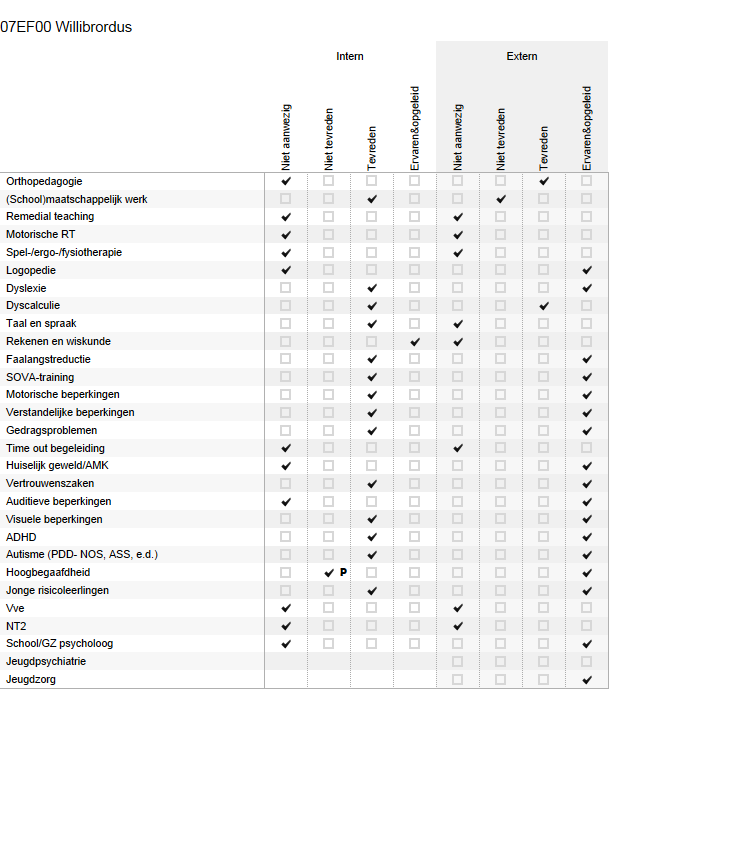 07EF00 Willibrordus
Intern Extern
Niet aanwezig Niet tevreden Tevreden Ervaren&opgeleid Niet aanwezig Niet tevreden Tevreden Ervaren&opgeleid
Orthopedagogie
(School)maatschappelijk werk
Remedial teaching
Motorische RT
Spel-/ergo-/fysiotherapie
Logopedie
Dyslexie
Dyscalculie
Taal en spraak
Rekenen en wiskunde
Faalangstreductie
SOVA-training
Motorische beperkingen
Verstandelijke beperkingen
Gedragsproblemen
Time out begeleiding
Huiselijk geweld/AMK
Vertrouwenszaken
Auditieve beperkingen
Visuele beperkingen
ADHD
Autisme (PDD- NOS, ASS, e.d.)
Hoogbegaafdheid P
Jonge risicoleerlingen
Vve
NT2
School/GZ psycholoog
Jeugdpsychiatrie
Jeugdzorg